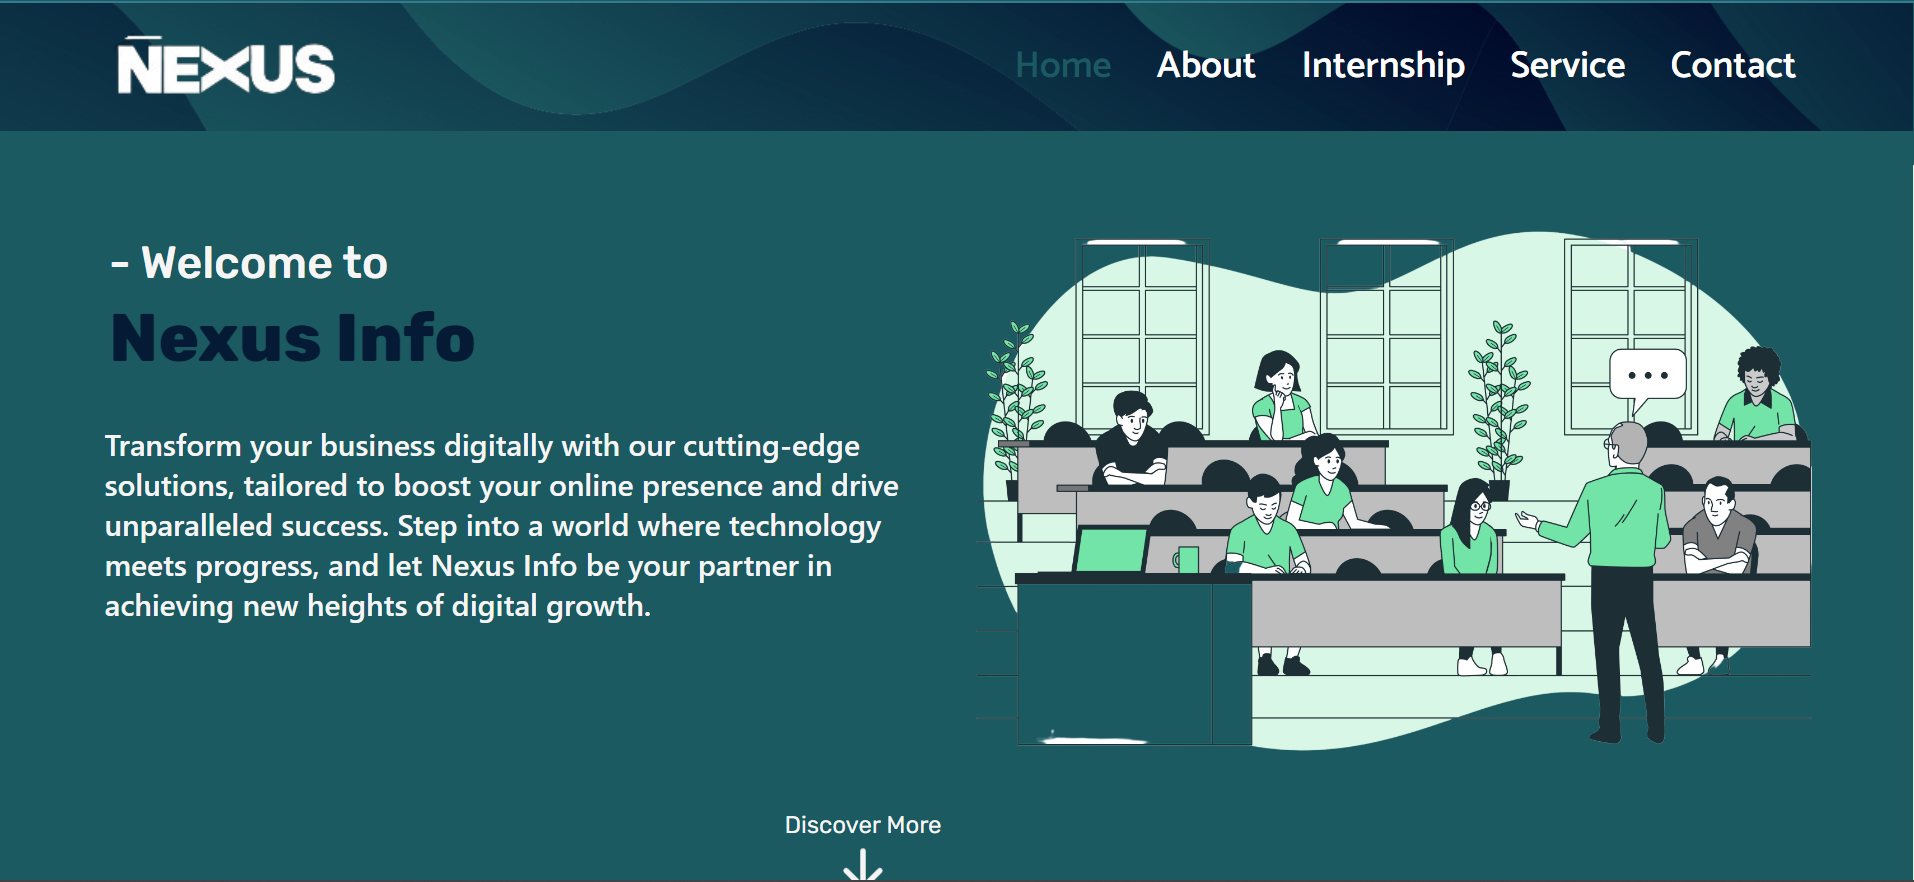 NEXUS
Home About Internship Service Contact
- Welcome to
Nexus Info
Transform your business digitally with our cutting-edge
solutions, tailored to boost your online presence and drive
unparalleled success. Step into a world where technology
meets progress, and let Nexus Info be your partner in
achieving new heights of digital growth.
Discover More